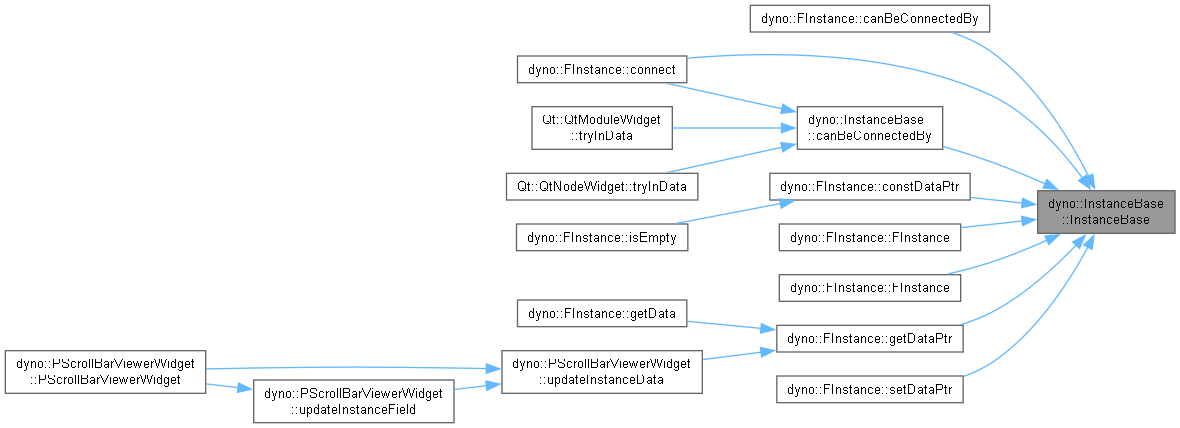 dyno::FInstance::canBeConnectedBy
dyno::FInstance::connect
Qt::QtModuleWidget
::tryInData
dyno::InstanceBase
::canBeConnectedBy
Qt::QtNodeWidget::tryInData
dyno::FInstance::constDataPtr
dyno::InstanceBase
::InstanceBase
dyno::FInstance::isEmpty
dyno::FInstance::FInstance
dyno::FInstance::FInstance
dyno::FInstance::getData
dyno::FInstance::getDataPtr
dyno::PScrollBarViewerWidget
::PScrollBarViewerWidget
dyno::PScrollBarViewerWidget
::updateInstanceData
dyno::PScrollBarViewerWidget
::updateInstanceField
dyno::FInstance::setDataPtr